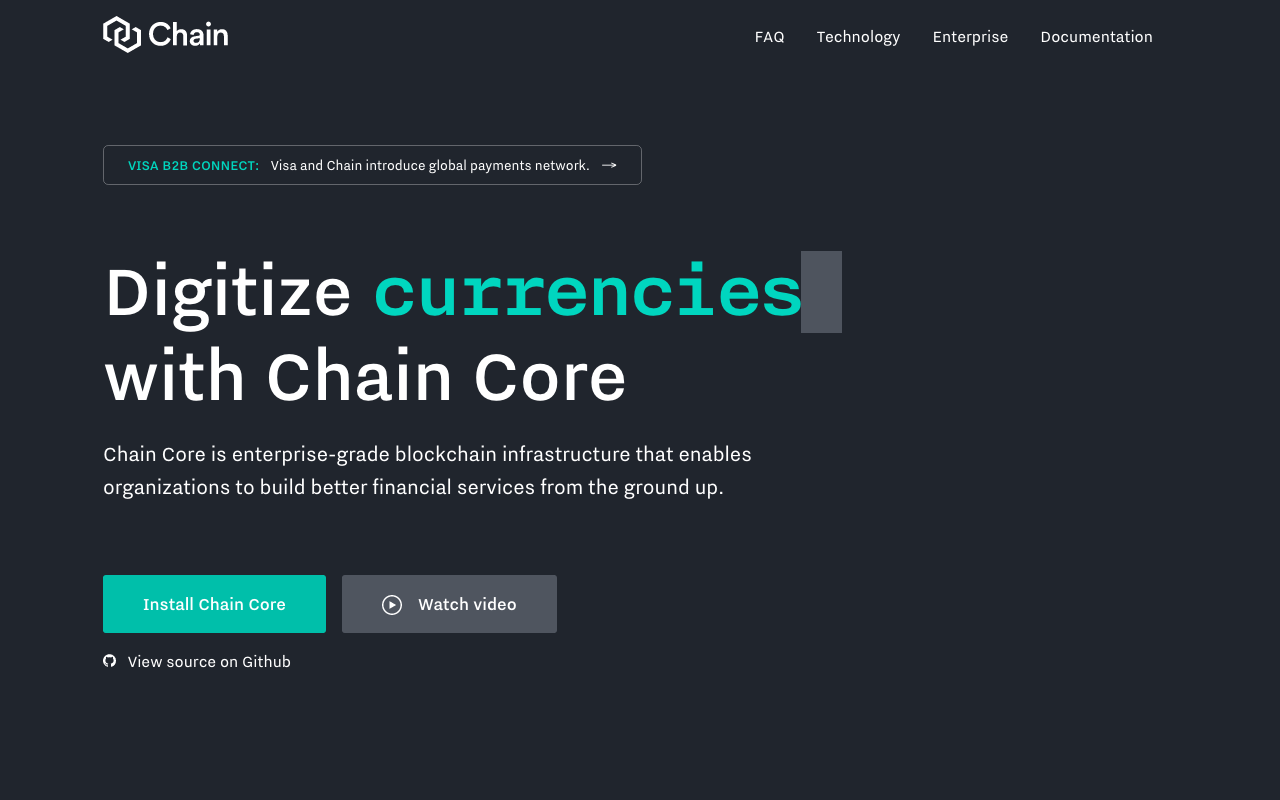 Chain
FAQ Technology Enterprise Documentation
VISA B2B CONNECT: Visa and Chain introduce global payments network. →
Digitize currencies
with Chain Core
Chain Core is enterprise-grade blockchain infrastructure that enables
organizations to build better financial services from the ground up.
Install Chain Core
Watch video
View source on Github